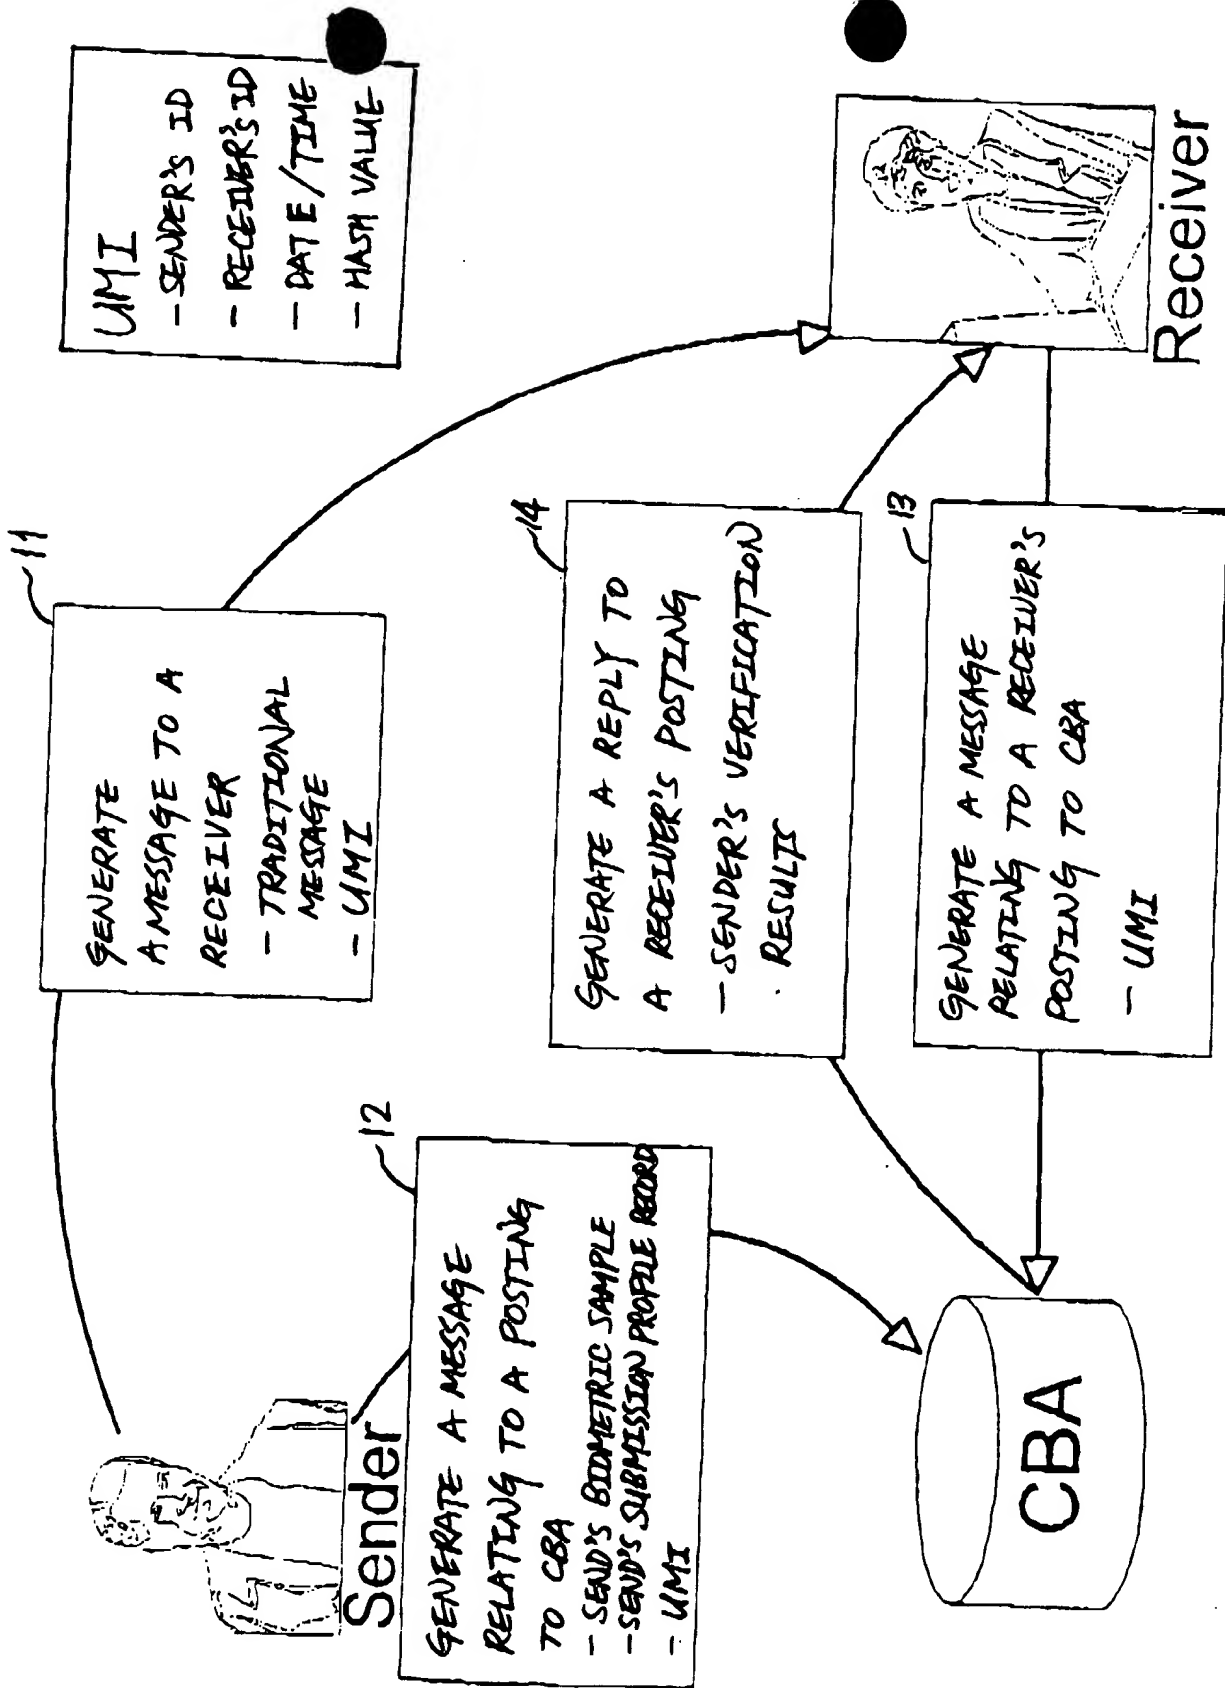 UMI
- SENDER'S ID
- RECEIVER'S ID
- DATE/TIME
- HASH VALUE
11
GENERATE
A MESSAGE TO A
RECEIVER
- TRADITIONAL
MESSAGE
- UMI
Sender
12
GENERATE A MESSAGE
RELATING TO A POSTING
TO CBA
- SEND'S BIOMETRIC SAMPLE
- SEND'S SUBMISSION PROFILE RECORD
- UMI
14
GENERATE A REPLY TO
A RECEIVER'S POSTING
- SENDER'S VERIFICATION
RESULTS
13
GENERATE A MESSAGE
RELATING TO A RECEIVER'S
POSTING TO CBA
- UMI
Receiver
CBA